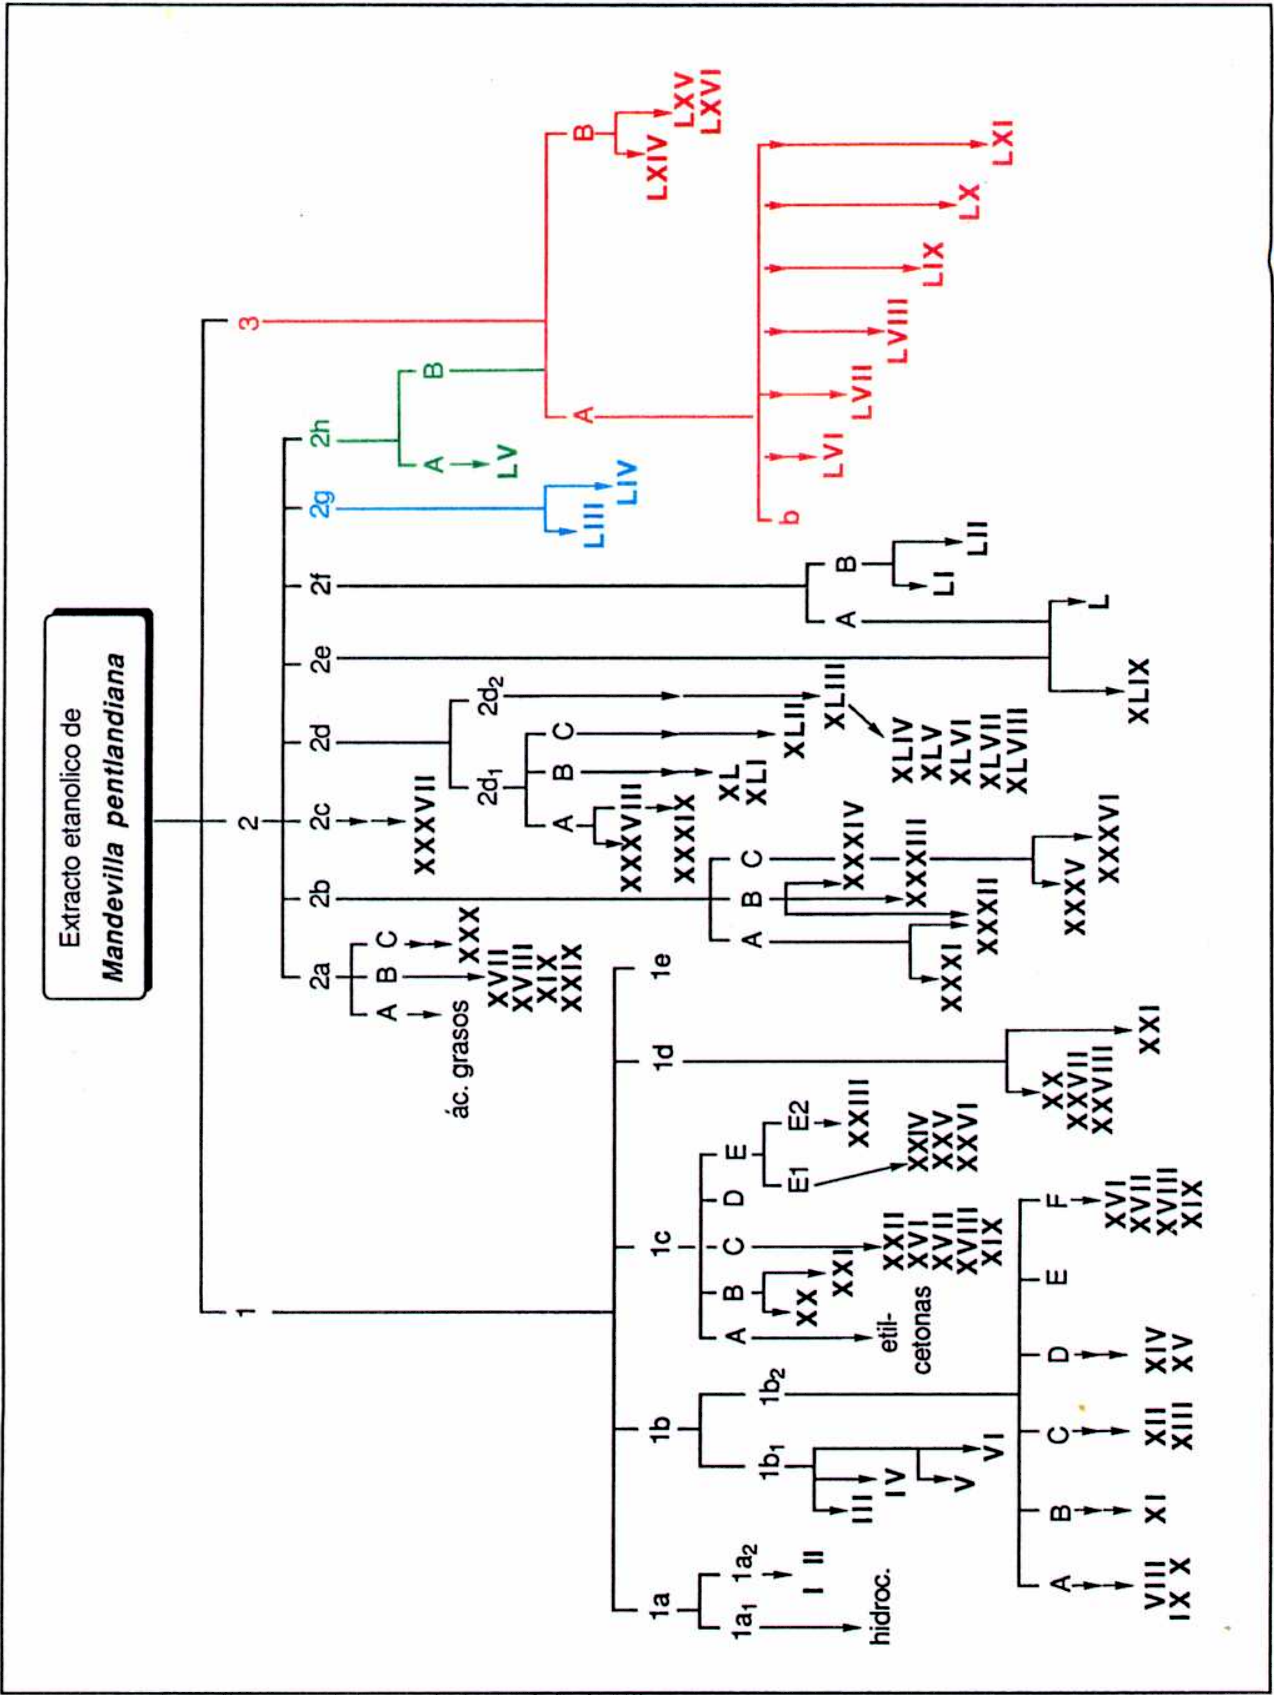 Extracto etanolico de
Mandevilla pentlandiana
1
2
3
2a
2b
2c
2d
2e
2f
2g
2h
A
B
C
ác. grasos
XVII
XVIII
XIX
XXIX
XXX
XXXVII
2d1
2d2
A
B
C
XXXVIII
XXXIX
XL
XLI
XLII
XLIII
XLIV
XLV
XLVI
XLVII
XLVIII
A
B
C
XXXI
XXXII
XXXIII
XXXIV
XXXV
XXXVI
A
B
XLIX
L
LI
LII
LIII
LIV
A
B
LV
A
B
LXIV
LXV
LXVI
b
LVI
LVII
LVIII
LIX
LX
LXI
1a
1b
1c
1d
1e
1a1
1a2
hidroc.
I II
1b1
1b2
III
IV
V
VI
A
B
C
D
E
F
VIII
IX X
XI
XII
XIII
XIV
XV
XVI
XVII
XVIII
XIX
A
B
C
D
E
etil-
cetonas
XX
XXI
XXII
XVI
XVII
XVIII
XIX
E1
E2
XXIII
XXIV
XXV
XXVI
XX
XXVII
XXVIII
XXI